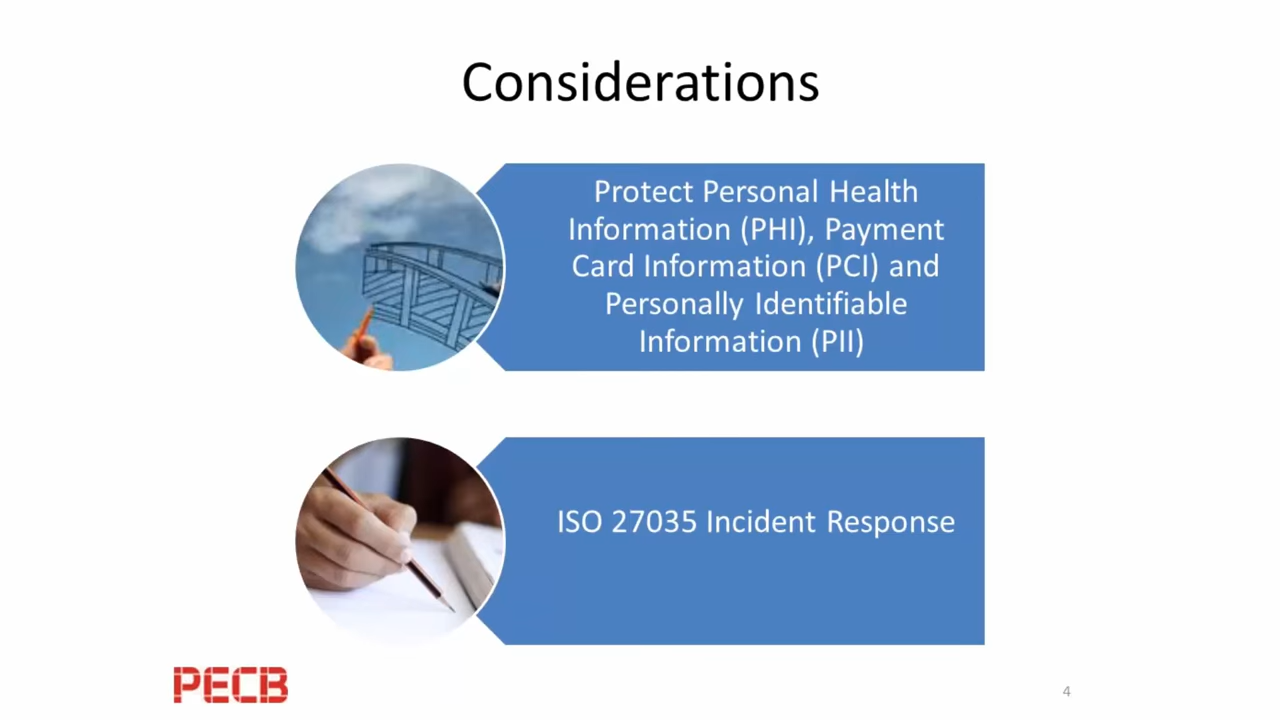 Considerations
Protect Personal Health
Information (PHI), Payment
Card Information (PCI) and
Personally Identifiable
Information (PII)
ISO 27035 Incident Response
PECB
4